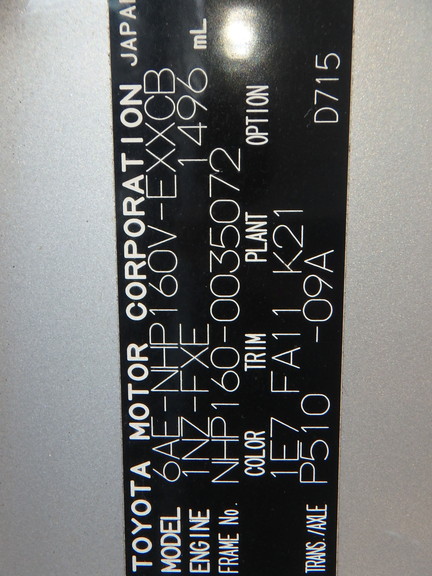 TOYOTA MOTOR CORPORATION JAPAN
MODEL 6AE-NHP160V-EXXCB
ENGINE 1NZ-FXE 1496 mL
FRAME No. NHP160-0035072
COLOR TRIM PLANT OPTION
1E7 FA11 K21
TRANS./AXLE P510 -09A D715